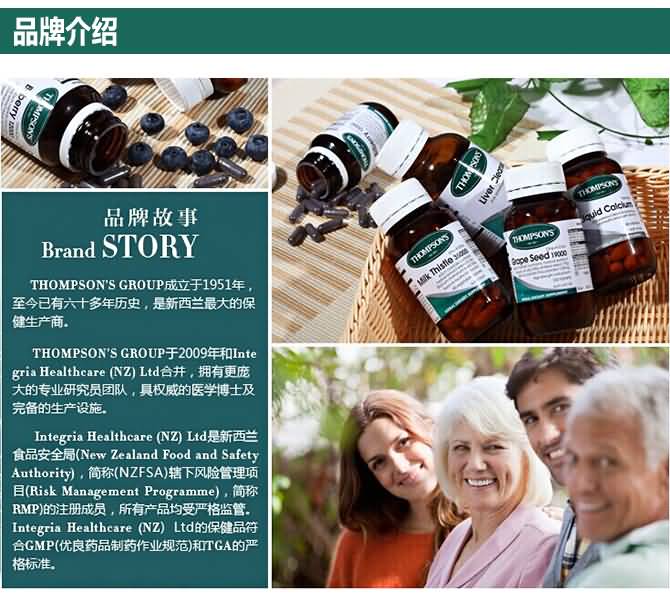 品牌介绍
品牌故事
Brand STORY
THOMPSON'S GROUP成立于1951年，
至今已有六十多年历史，是新西兰最大的保
健生产商。
THOMPSON'S GROUP于2009年和Inte
gria Healthcare (NZ) Ltd合并，拥有更庞
大的专业研究员团队，具权威的医学博士及
完备的生产设施。
Integria Healthcare (NZ) Ltd是新西兰
食品安全局(New Zealand Food and Safety
Authority)，简称(NZFSA)辖下风险管理项
目(Risk Management Programme)，简称
RMP)的注册成员，所有产品均受严格监管。
Integria Healthcare (NZ) Ltd的保健品符
合GMP(优良药品制药作业规范)和TGA的严
格标准。
THOMPSON'S
THOMPSON'S
Liver Cleanse
THOMPSON'S
Milk Thistle 35000
THOMPSON'S
One-a-day
Grape Seed 19000
THOMPSON'S
Liquid Calcium